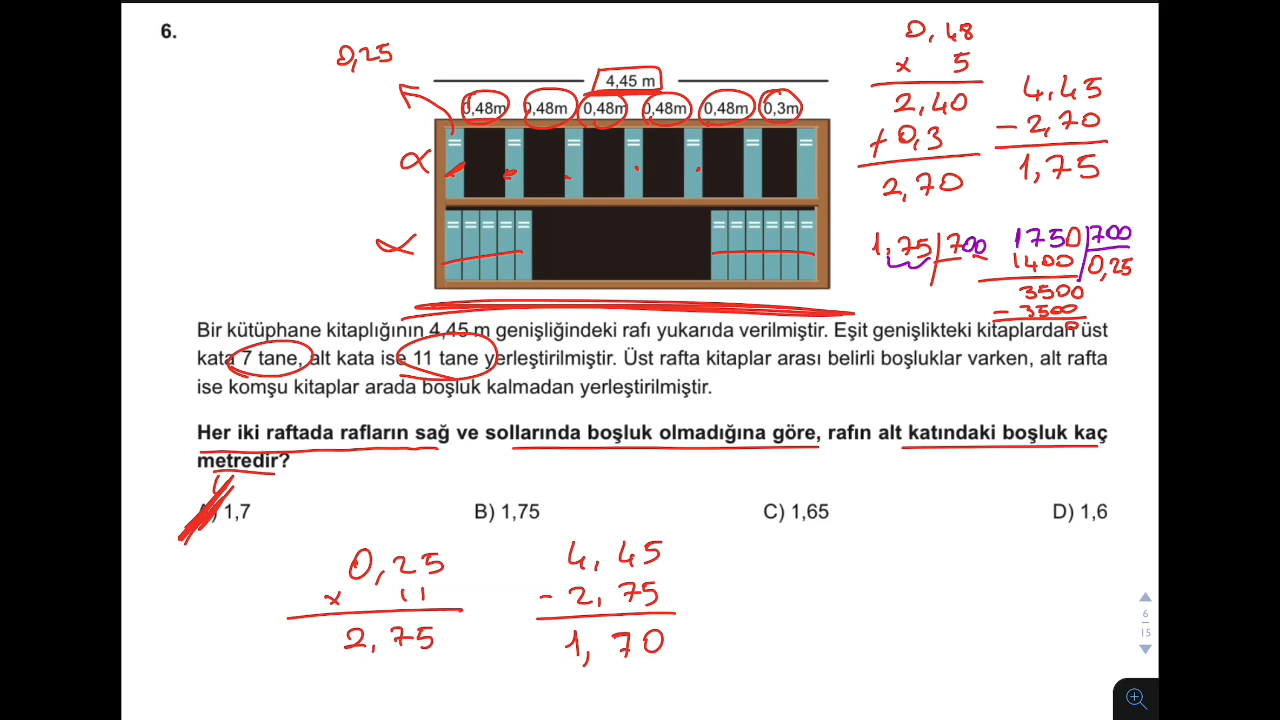 6.
0,25
4,45 m
0,48m 0,48m 0,48m 0,48m 0,48m 0,3m
α
α
0,48
x 5
2,40
+ 0,3
2,70
4,45
- 2,70
1,75
1,75 700
1750 700
1400 0,25
3500
- 3500
0
Bir kütüphane kitaplığının 4,45 m genişliğindeki rafı yukarıda verilmiştir. Eşit genişlikteki kitaplardan üst
kata 7 tane, alt kata ise 11 tane yerleştirilmiştir. Üst rafta kitaplar arası belirli boşluklar varken, alt rafta
ise komşu kitaplar arada boşluk kalmadan yerleştirilmiştir.
Her iki raftada rafların sağ ve sollarında boşluk olmadığına göre, rafın alt katındaki boşluk kaç
metredir?
A) 1,7 B) 1,75 C) 1,65 D) 1,6
0,25
x 11
2,75
4,45
- 2,75
1,70
6
15